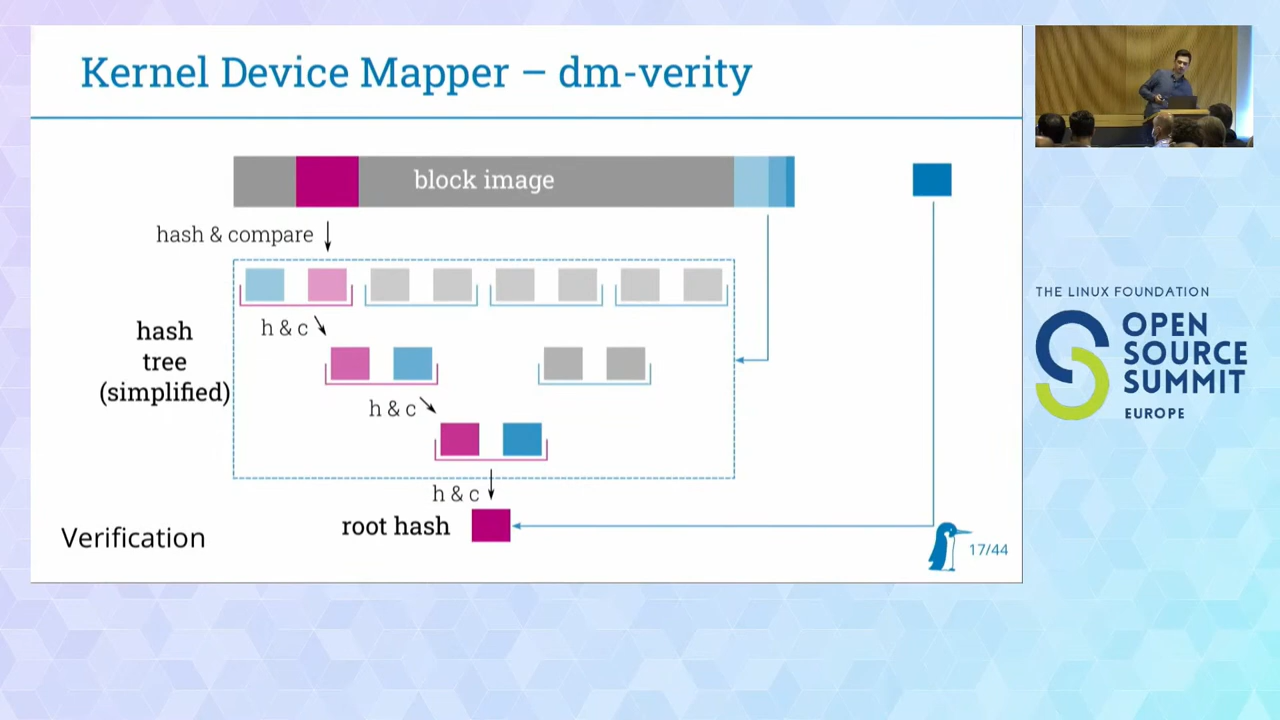 Kernel Device Mapper – dm-verity
block image
hash & compare
h & c
hash
tree
(simplified)
h & c
h & c
root hash
Verification
17/44
THE LINUX FOUNDATION
OPEN
SOURCE
SUMMIT
EUROPE